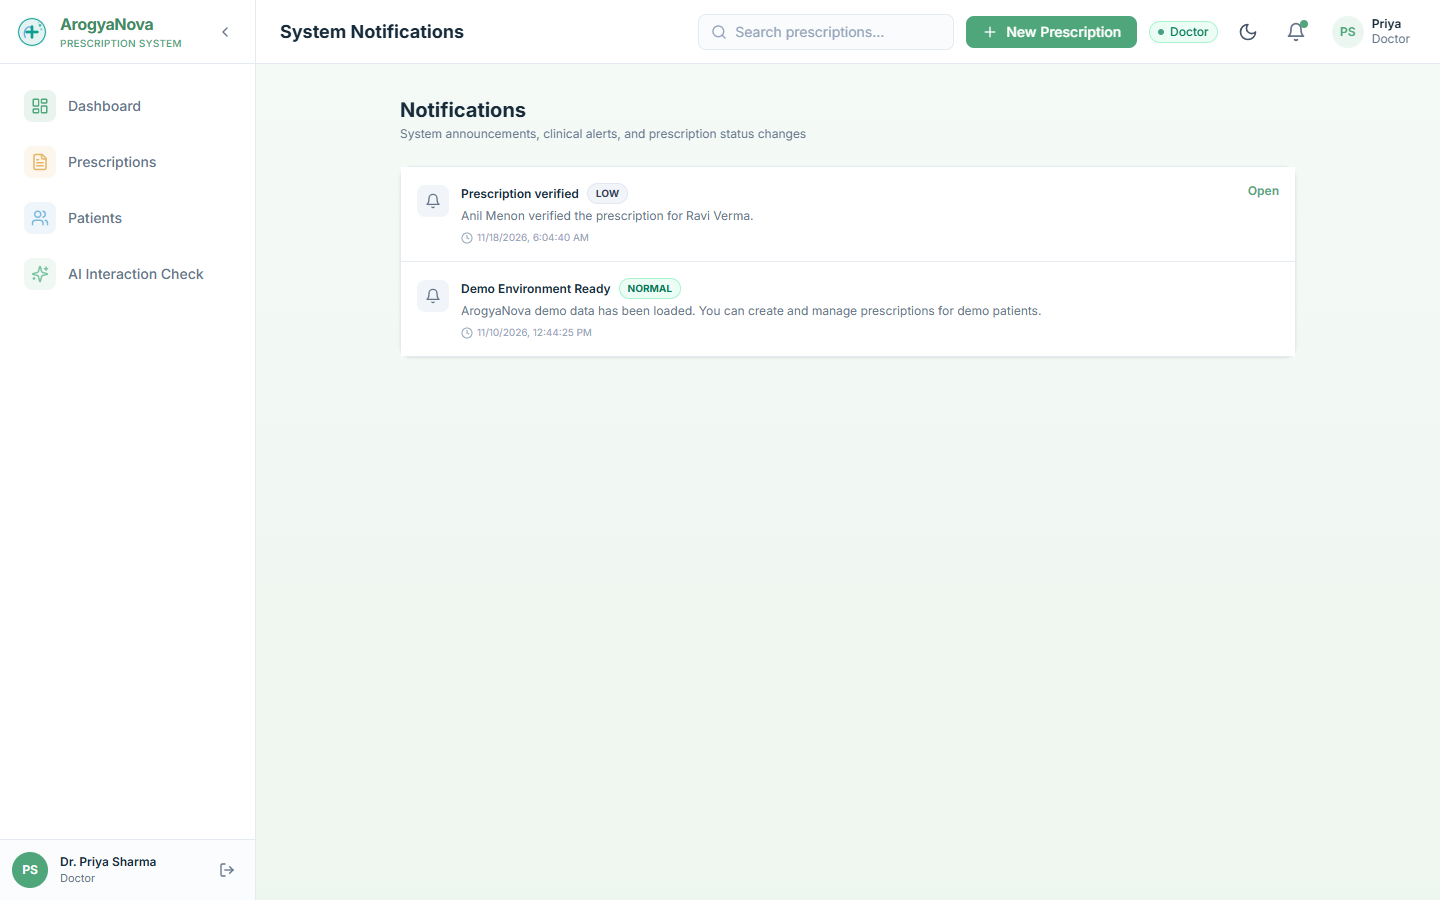 ArogyaNova
PRESCRIPTION SYSTEM
Dashboard
Prescriptions
Patients
AI Interaction Check
PS
Dr. Priya Sharma
Doctor
System Notifications
Search prescriptions...
New Prescription
Doctor
PS
Priya
Doctor
Notifications
System announcements, clinical alerts, and prescription status changes
Prescription verified LOW
Open
Anil Menon verified the prescription for Ravi Verma.
11/18/2026, 6:04:40 AM
Demo Environment Ready NORMAL
ArogyaNova demo data has been loaded. You can create and manage prescriptions for demo patients.
11/10/2026, 12:44:25 PM